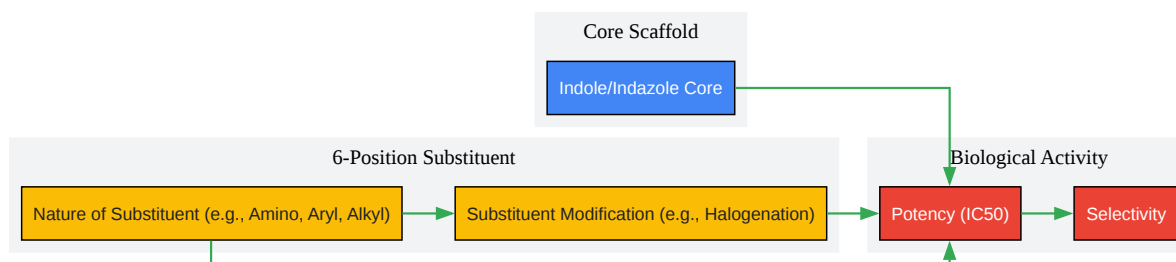 Core Scaffold
Indole/Indazole Core
6-Position Substituent
Nature of Substituent (e.g., Amino, Aryl, Alkyl)
Substituent Modification (e.g., Halogenation)
Biological Activity
Potency (IC50)
Selectivity